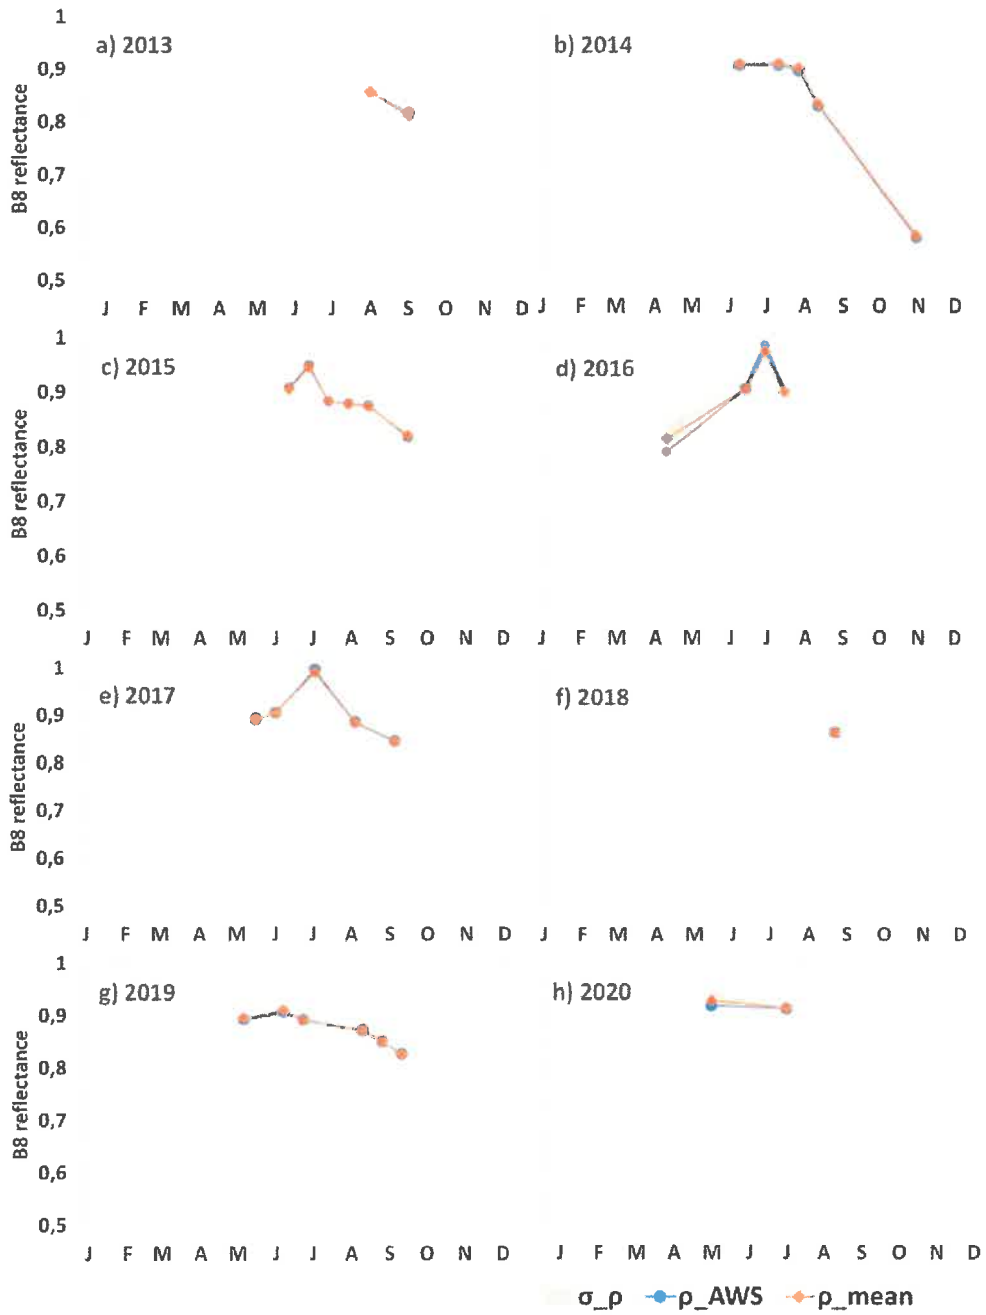 1
a) 2013
b) 2014
0,9
0,8
0,7
0,6
0,5
B8 reflectance
J F M A M J J A S O N D
J F M A M J J A S O N D
1
c) 2015
d) 2016
0,9
0,8
0,7
0,6
0,5
B8 reflectance
J F M A M J J A S O N D
J F M A M J J A S O N D
1
e) 2017
f) 2018
0,9
0,8
0,7
0,6
0,5
B8 reflectance
J F M A M J J A S O N D
J F M A M J J A S O N D
1
g) 2019
h) 2020
0,9
0,8
0,7
0,6
0,5
B8 reflectance
J F M A M J J A S O N D
J F M A M J J A S O N D
σ_ρ ρ_AWS ρ_mean